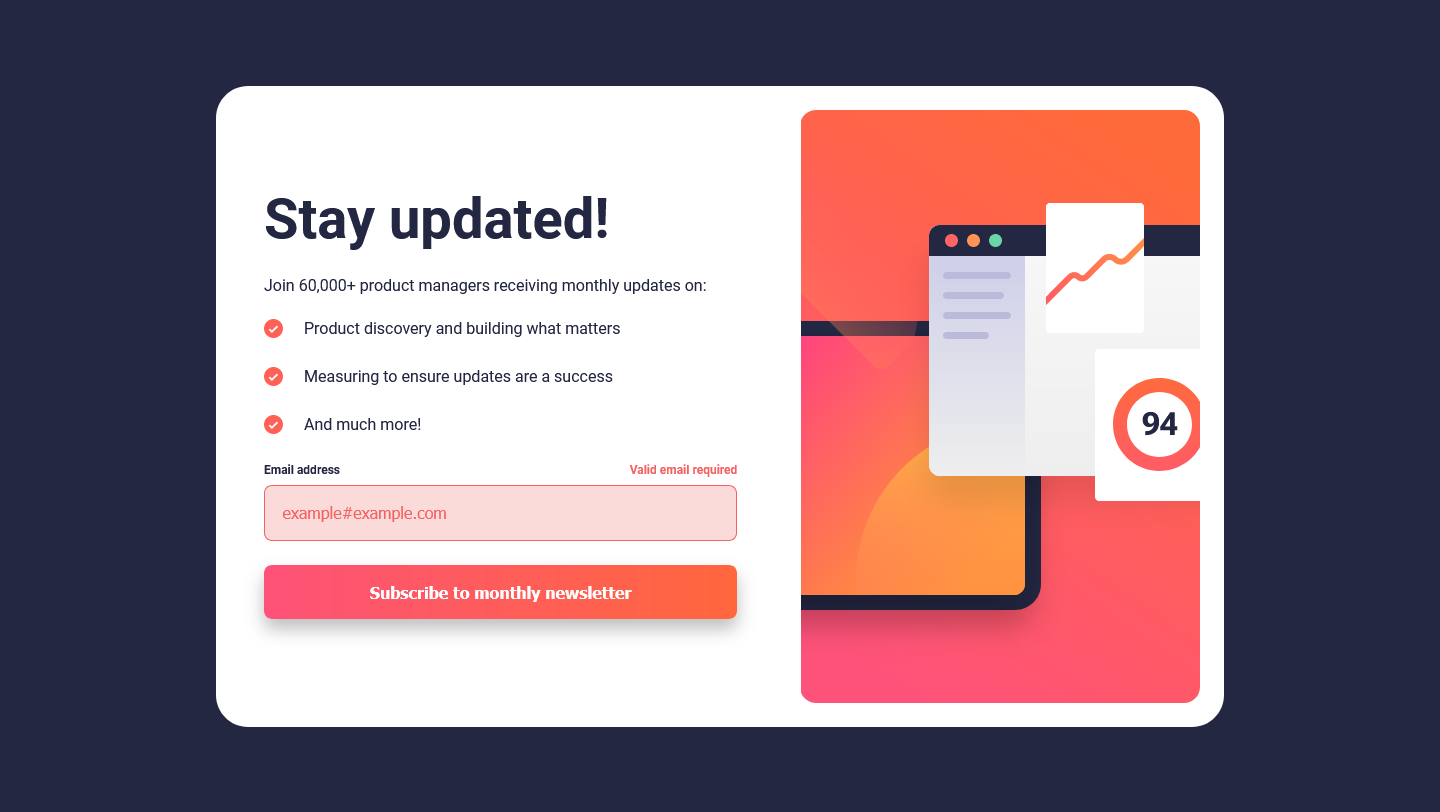 Stay updated!
Join 60,000+ product managers receiving monthly updates on:
Product discovery and building what matters
Measuring to ensure updates are a success
And much more!
Email address
Valid email required
example#example.com
Subscribe to monthly newsletter
94